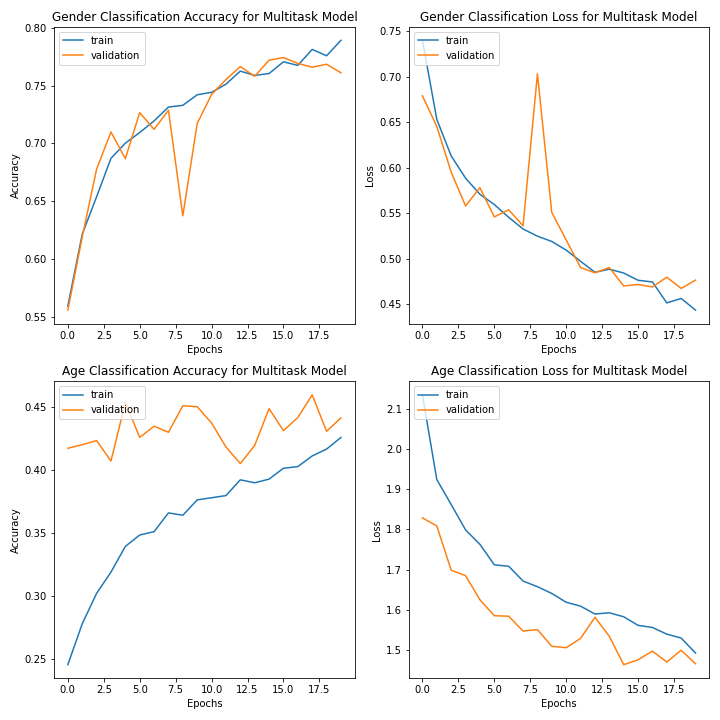 Gender Classification Accuracy for Multitask Model
0.80
0.75
0.70
0.65
0.60
0.55
Accuracy
train
validation
0.0 2.5 5.0 7.5 10.0 12.5 15.0 17.5
Epochs
Gender Classification Loss for Multitask Model
0.75
0.70
0.65
0.60
0.55
0.50
0.45
Loss
train
validation
0.0 2.5 5.0 7.5 10.0 12.5 15.0 17.5
Epochs
Age Classification Accuracy for Multitask Model
0.45
0.40
0.35
0.30
0.25
Accuracy
train
validation
0.0 2.5 5.0 7.5 10.0 12.5 15.0 17.5
Epochs
Age Classification Loss for Multitask Model
2.1
2.0
1.9
1.8
1.7
1.6
1.5
Loss
train
validation
0.0 2.5 5.0 7.5 10.0 12.5 15.0 17.5
Epochs